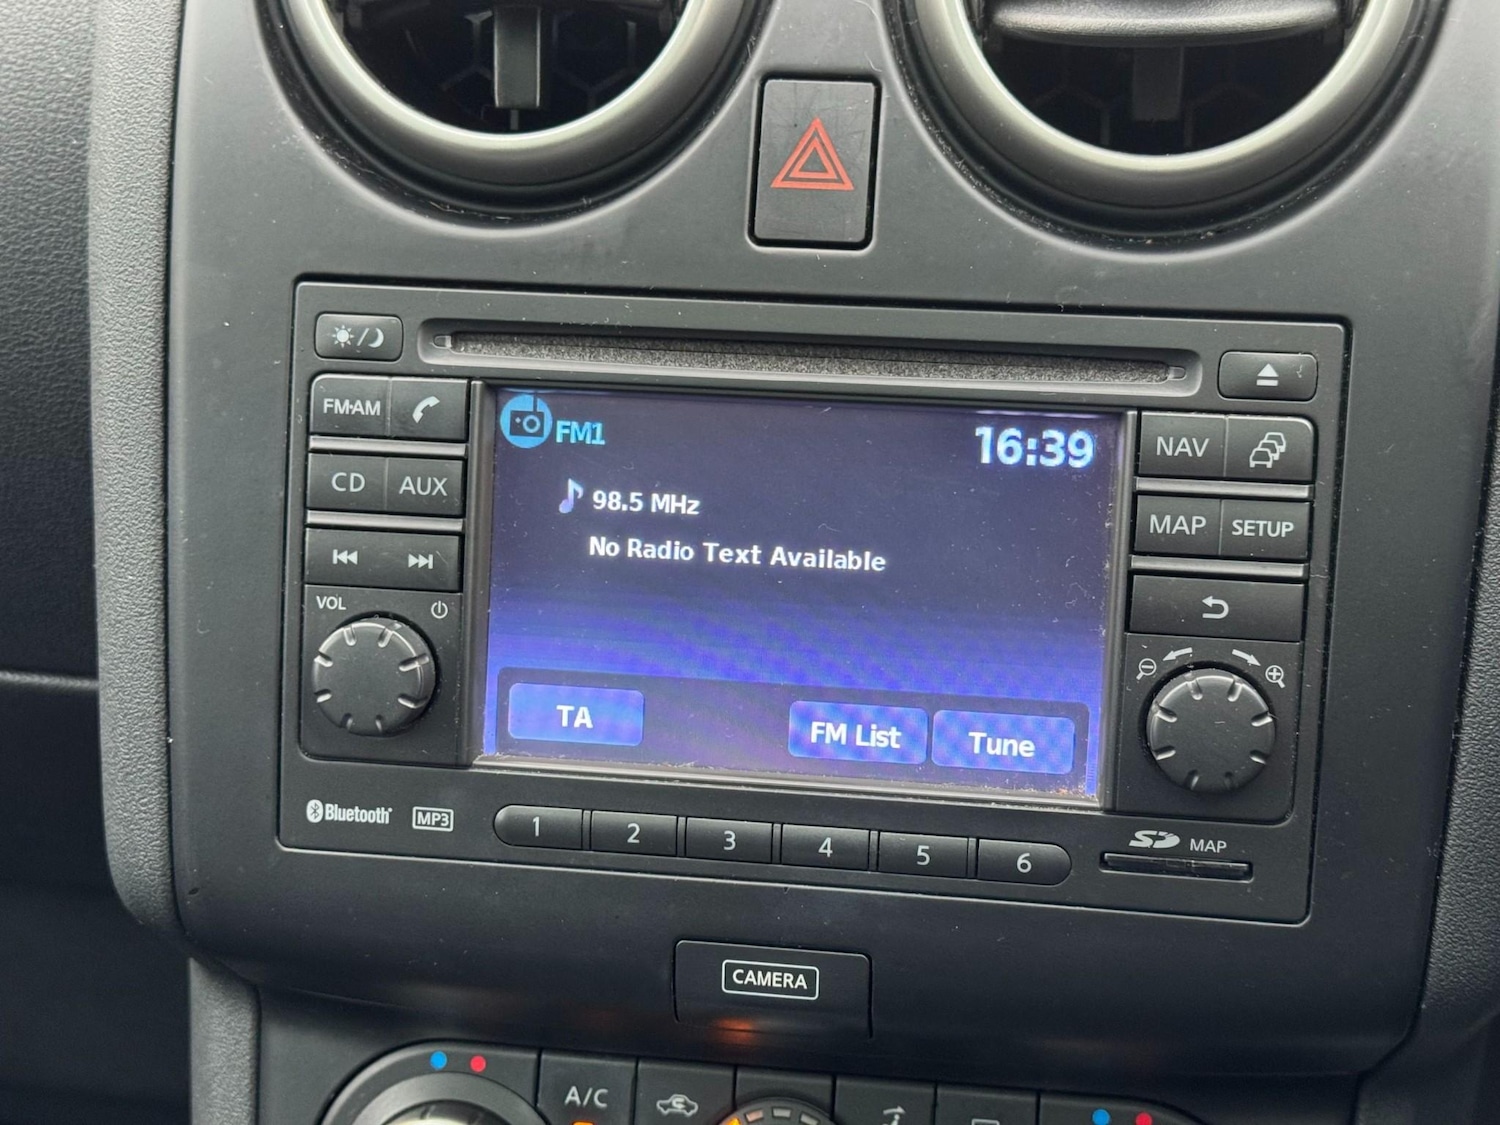 FM·AM
CD AUX
VOL
FM1
16:39
98.5 MHz
No Radio Text Available
TA FM List Tune
NAV
MAP SETUP
Bluetooth MP3
1 2 3 4 5 6
SD MAP
CAMERA
A/C